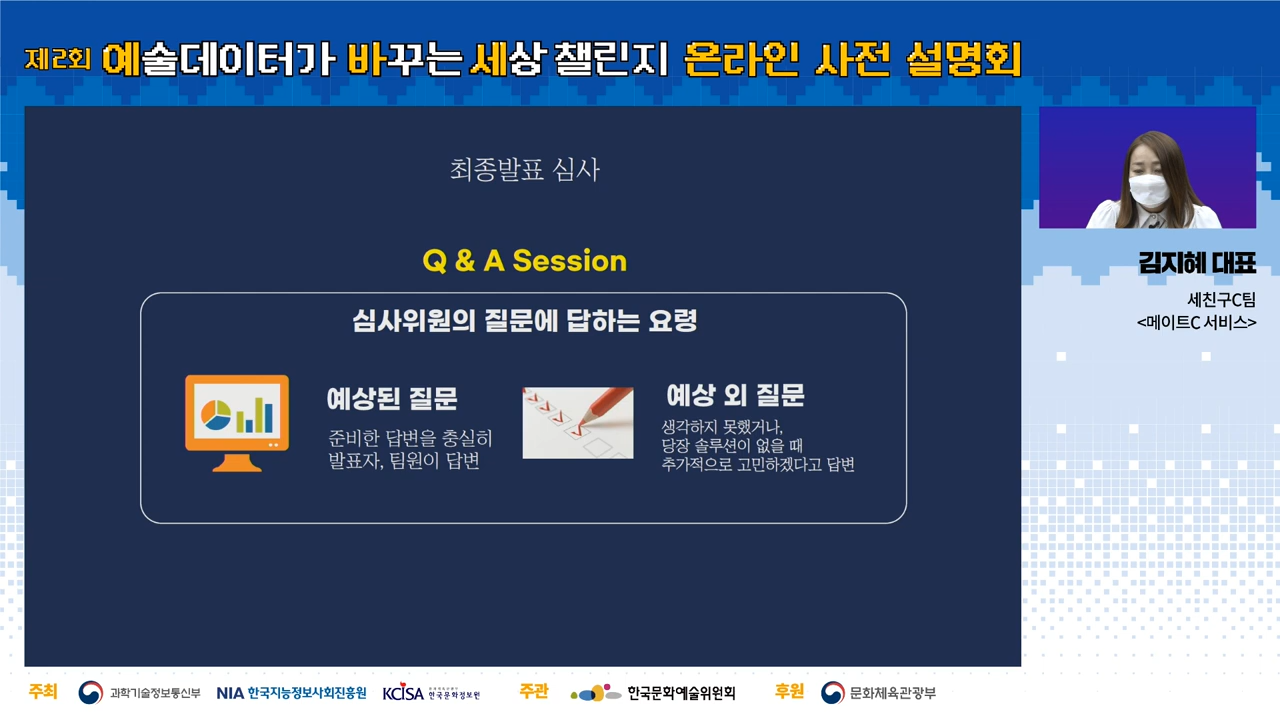 제2회 예술데이터가 바꾸는 세상 챌린지 온라인 사전 설명회
최종발표 심사
Q & A Session
심사위원의 질문에 답하는 요령
예상된 질문
준비한 답변을 충실히
발표자, 팀원이 답변
예상 외 질문
생각하지 못했거나,
당장 솔루션이 없을 때
추가적으로 고민하겠다고 답변
김지혜 대표
세친구C팀
<메이트C 서비스>
주최 과학기술정보통신부 NIA 한국지능정보사회진흥원 KCISA 한국문화정보원 주관 한국문화예술위원회 후원 문화체육관광부